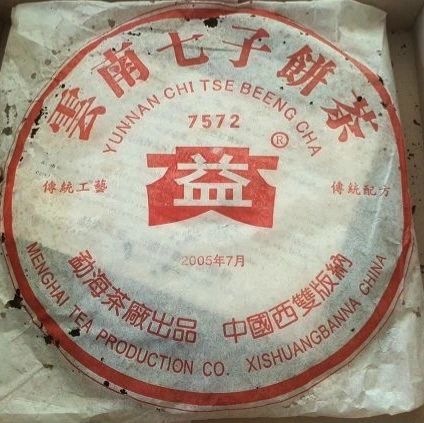 雲南七子餅茶
YUNNAN CHI TSE BEENG CHA
7572
®
益
傳統工藝
傳統配方
2005年7月
勐海茶廠出品 中國西雙版納
MENGHAI TEA PRODUCTION CO. XISHUANGBANNA CHINA